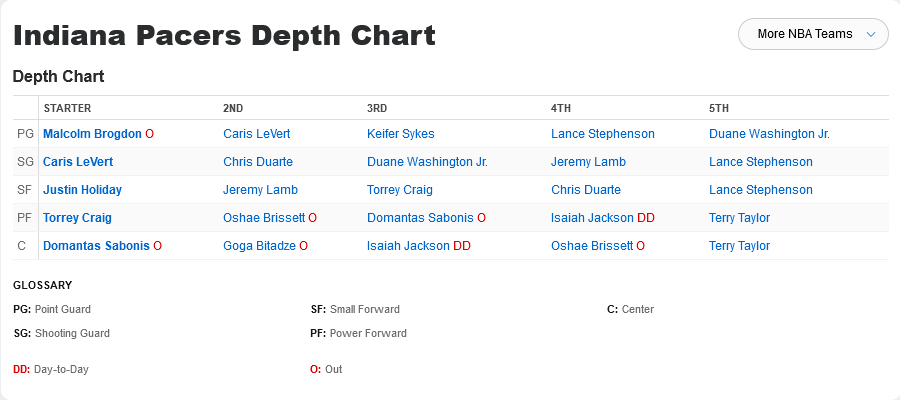 Indiana Pacers Depth Chart
More NBA Teams
Depth Chart
STARTER 2ND 3RD 4TH 5TH
PG Malcolm Brogdon O Caris LeVert Keifer Sykes Lance Stephenson Duane Washington Jr.
SG Caris LeVert Chris Duarte Duane Washington Jr. Jeremy Lamb Lance Stephenson
SF Justin Holiday Jeremy Lamb Torrey Craig Chris Duarte Lance Stephenson
PF Torrey Craig Oshae Brissett O Domantas Sabonis O Isaiah Jackson DD Terry Taylor
C Domantas Sabonis O Goga Bitadze O Isaiah Jackson DD Oshae Brissett O Terry Taylor
GLOSSARY
PG: Point Guard SF: Small Forward C: Center
SG: Shooting Guard PF: Power Forward
DD: Day-to-Day O: Out